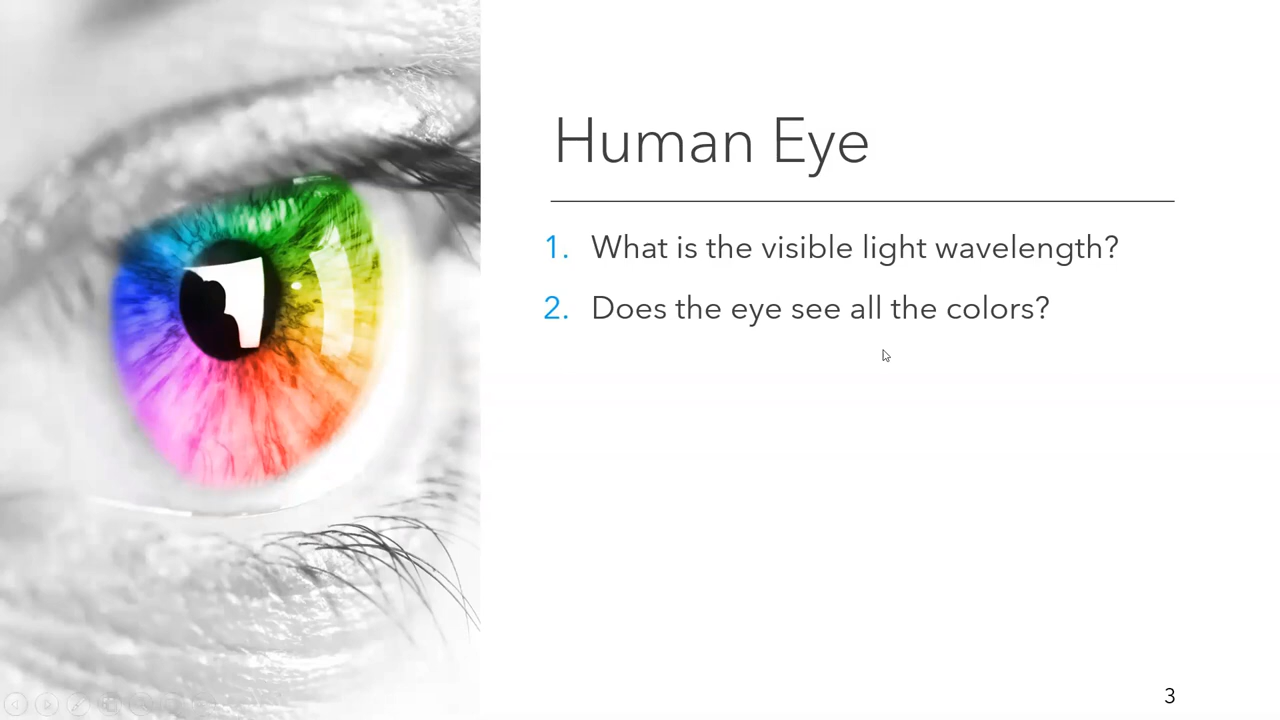 Human Eye
1. What is the visible light wavelength?
2. Does the eye see all the colors?
3